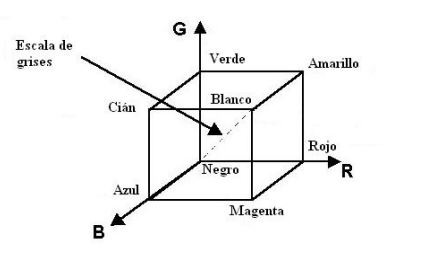 G
Escala de
grises
Verde
Amarillo
Cián
Blanco
Rojo
Negro
R
Azul
Magenta
B